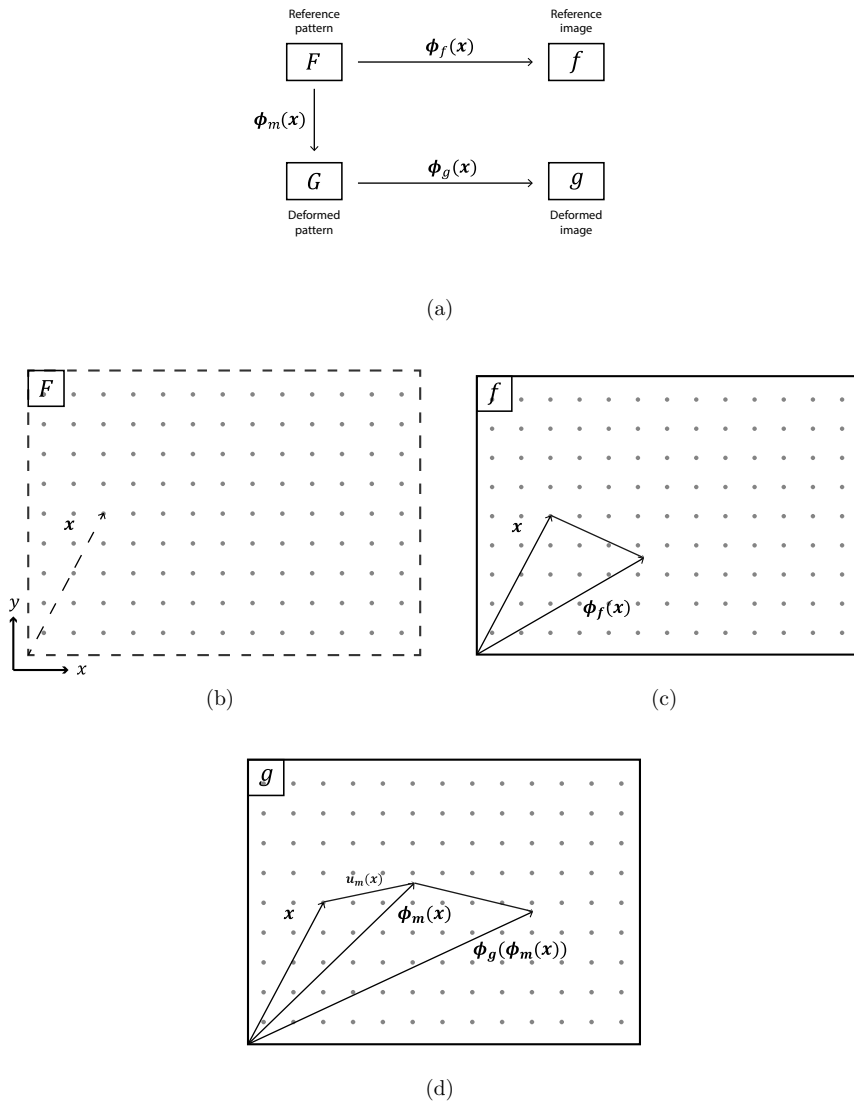 Reference
pattern
Reference
image
F
ϕ_f(x)
f
ϕ_m(x)
G
ϕ_g(x)
g
Deformed
pattern
Deformed
image
(a)
F
x
y
x
(b)
f
x
ϕ_f(x)
(c)
g
u_m(x)
x
ϕ_m(x)
ϕ_g(ϕ_m(x))
(d)